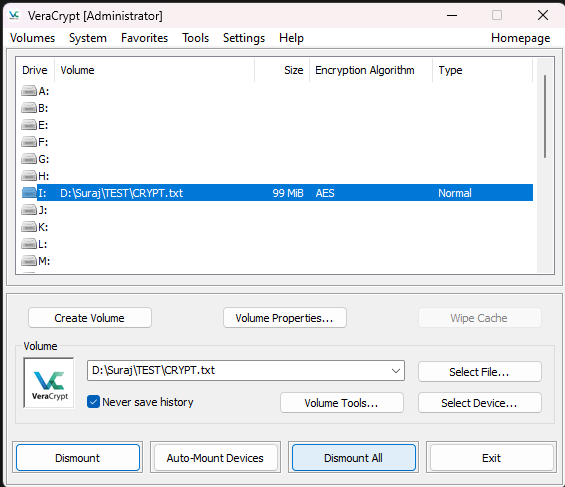 VeraCrypt [Administrator]
Volumes System Favorites Tools Settings Help Homepage
Drive Volume Size Encryption Algorithm Type
A:
B:
E:
F:
G:
H:
I: D:\Suraj\TEST\CRYPT.txt 99 MiB AES Normal
J:
K:
L:
M:
Create Volume Volume Properties... Wipe Cache
Volume
D:\Suraj\TEST\CRYPT.txt Select File...
VeraCrypt Never save history Volume Tools... Select Device...
Dismount Auto-Mount Devices Dismount All Exit